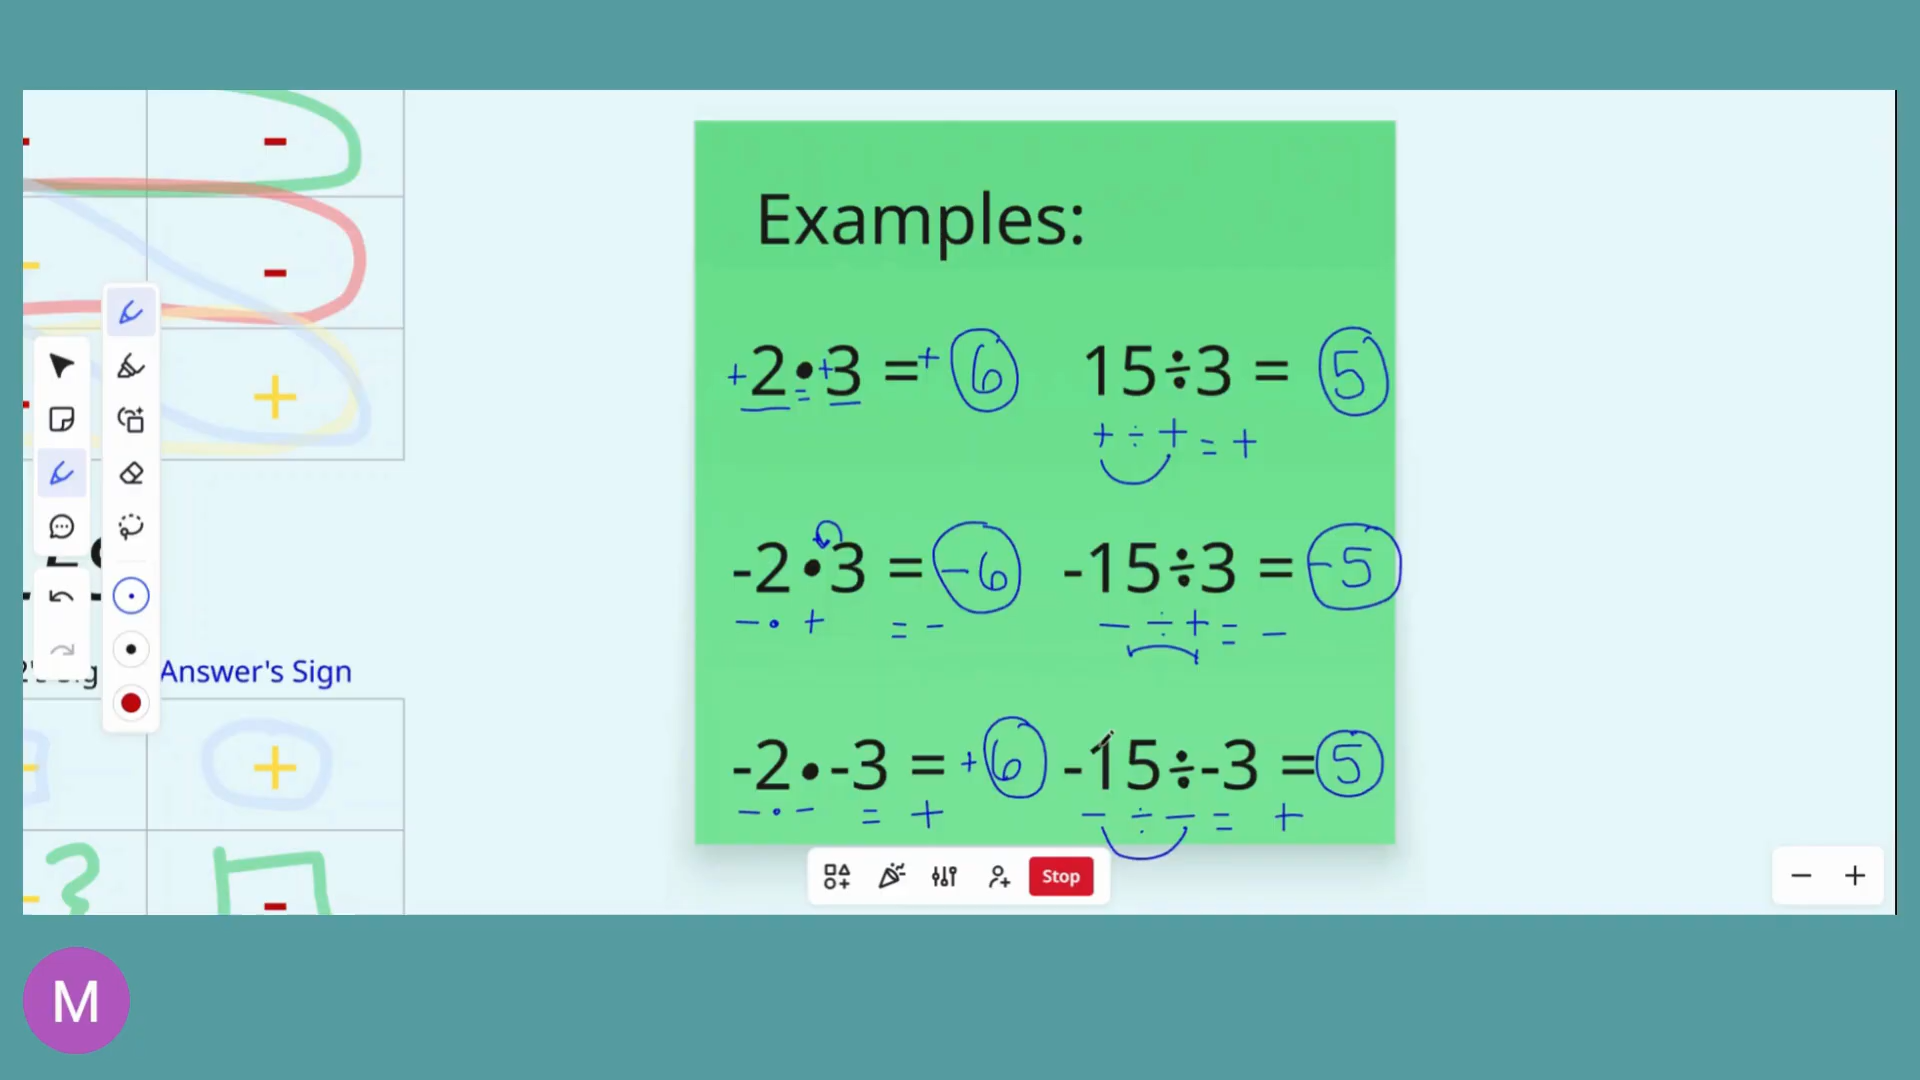 Examples:
+2•+3 =+6
=
15÷3 = 5
+ ÷ + = +
-2•3 = -6
- • + = -
-15÷3 = -5
- ÷ + = -
-2•-3 = +6
- • - = +
-15÷-3 = 5
- ÷ - = +
-
-
+
Answer's Sign
+
?
-
Stop
M